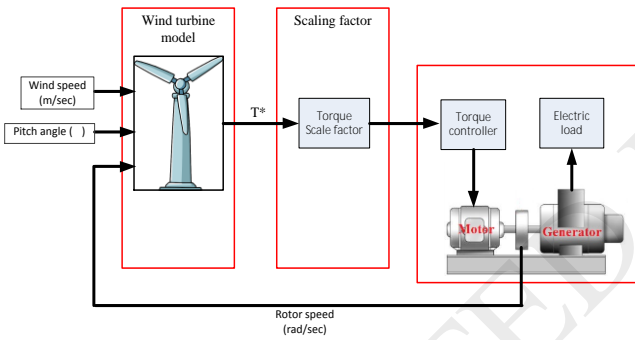 Wind turbine
model
Scaling factor
Wind speed
(m/sec)
Pitch angle ( )
T*
Torque
Scale factor
Torque
controller
Electric
load
Motor
Generator
Rotor speed
(rad/sec)